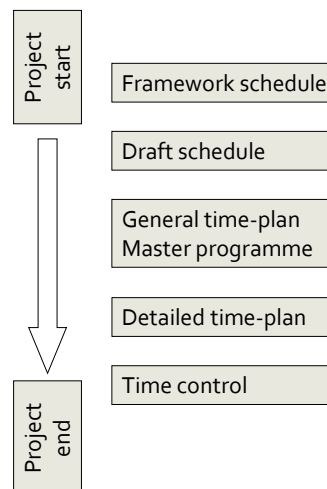 Project
start
Framework schedule
Draft schedule
General time-plan
Master programme
Detailed time-plan
Time control
Project
end